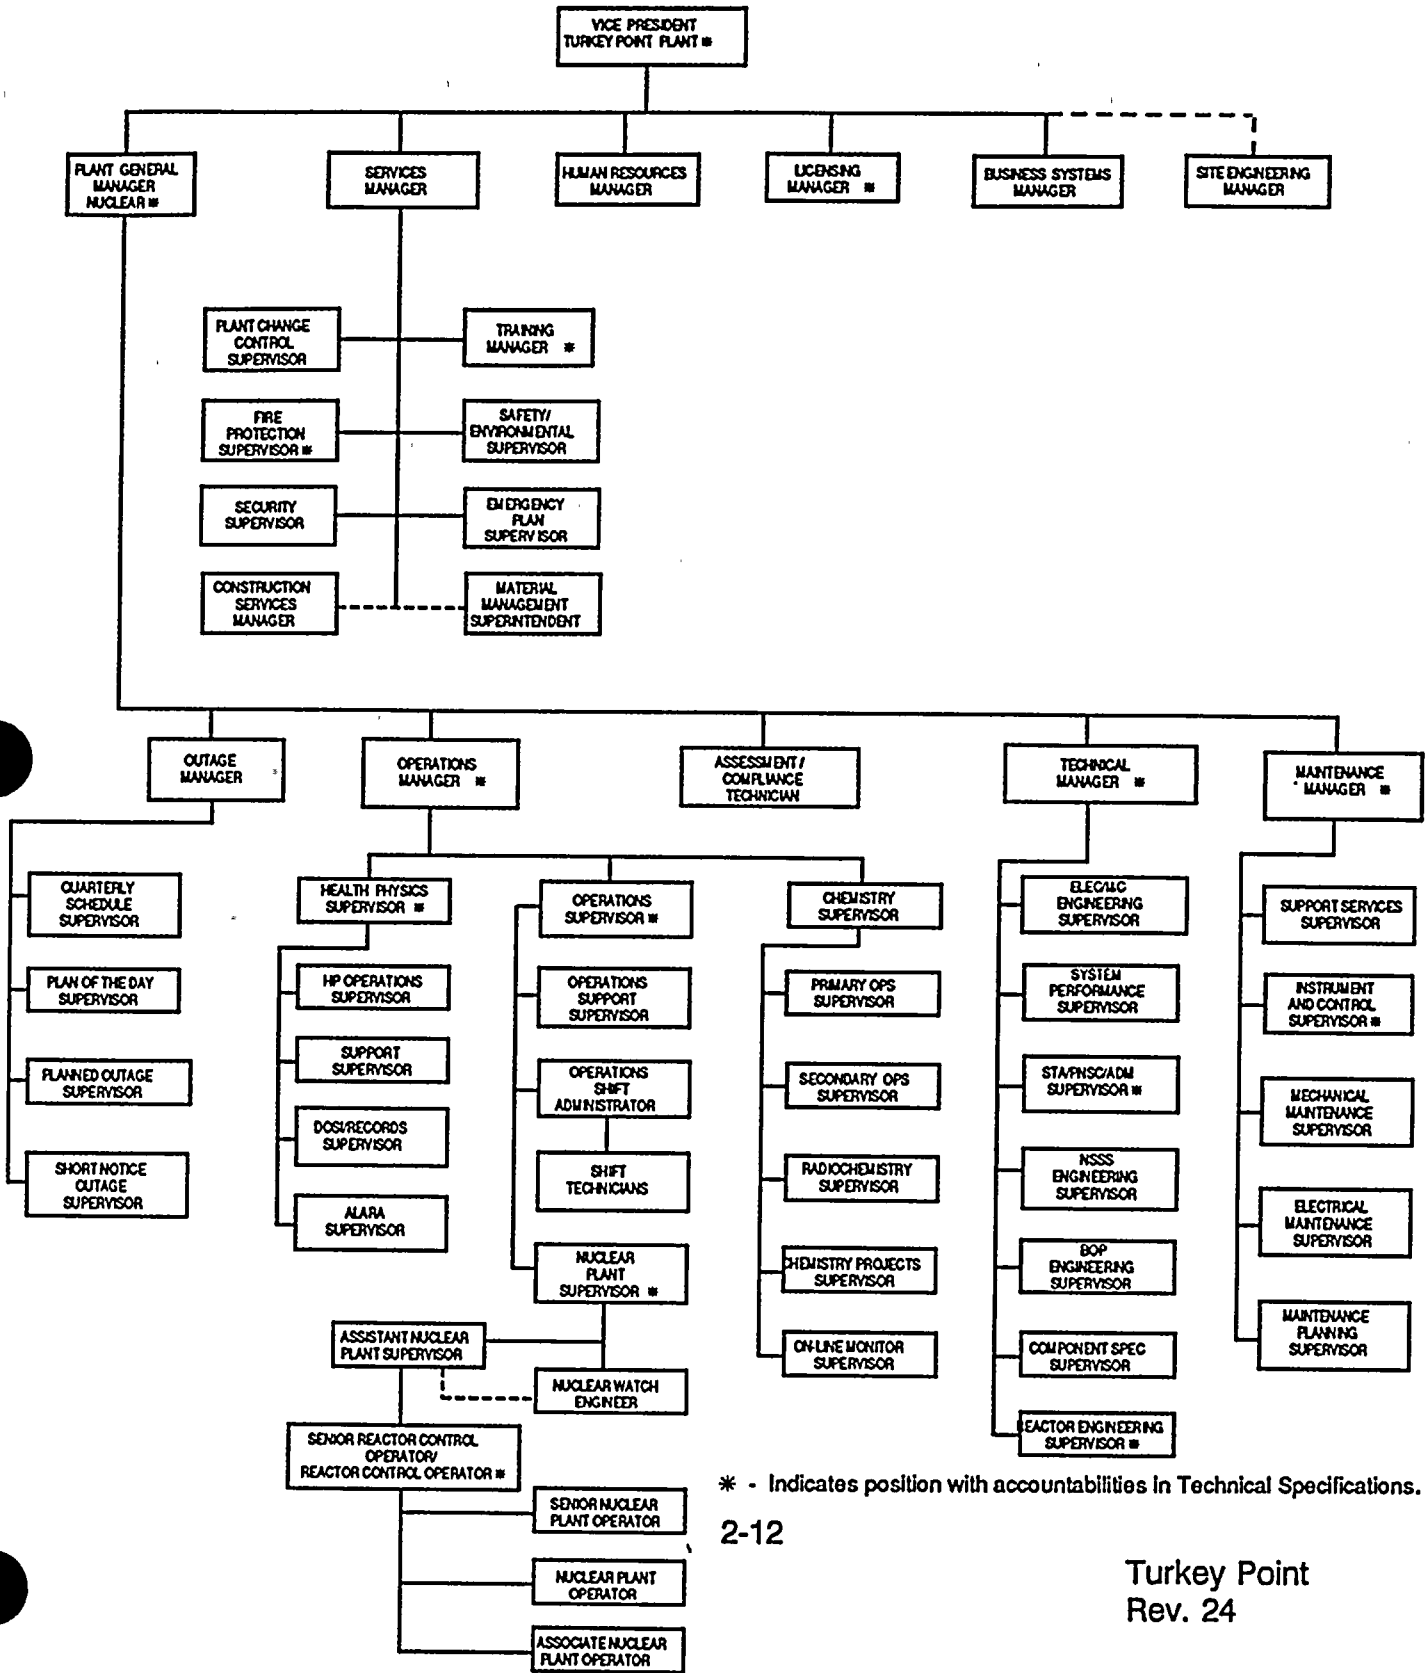 VICE PRESIDENT
TURKEY POINT PLANT *
PLANT GENERAL
MANAGER
NUCLEAR *
SERVICES
MANAGER
HUMAN RESOURCES
MANAGER
LICENSING
MANAGER *
BUSINESS SYSTEMS
MANAGER
SITE ENGINEERING
MANAGER
PLANT CHANGE
CONTROL
SUPERVISOR
TRAINING
MANAGER *
FIRE
PROTECTION
SUPERVISOR *
SAFETY/
ENVIRONMENTAL
SUPERVISOR
SECURITY
SUPERVISOR
EMERGENCY
PLAN
SUPERVISOR
CONSTRUCTION
SERVICES
MANAGER
MATERIAL
MANAGEMENT
SUPERINTENDENT
OUTAGE
MANAGER
OPERATIONS
MANAGER *
ASSESSMENT/
COMPLIANCE
TECHNICIAN
TECHNICAL
MANAGER *
MAINTENANCE
MANAGER *
QUARTERLY
SCHEDULE
SUPERVISOR
PLAN OF THE DAY
SUPERVISOR
PLANNED OUTAGE
SUPERVISOR
SHORT NOTICE
OUTAGE
SUPERVISOR
HEALTH PHYSICS
SUPERVISOR *
HP OPERATIONS
SUPERVISOR
SUPPORT
SUPERVISOR
DOSI/RECORDS
SUPERVISOR
ALARA
SUPERVISOR
OPERATIONS
SUPERVISOR *
OPERATIONS
SUPPORT
SUPERVISOR
OPERATIONS
SHIFT
ADMINISTRATOR
SHIFT
TECHNICIANS
NUCLEAR
PLANT
SUPERVISOR *
ASSISTANT NUCLEAR
PLANT SUPERVISOR
NUCLEAR WATCH
ENGINEER
SENIOR REACTOR CONTROL
OPERATOR/
REACTOR CONTROL OPERATOR *
SENIOR NUCLEAR
PLANT OPERATOR
NUCLEAR PLANT
OPERATOR
ASSOCIATE NUCLEAR
PLANT OPERATOR
CHEMISTRY
SUPERVISOR
PRIMARY OPS
SUPERVISOR
SECONDARY OPS
SUPERVISOR
RADIOCHEMISTRY
SUPERVISOR
CHEMISTRY PROJECTS
SUPERVISOR
ON-LINE MONITOR
SUPERVISOR
ELEC/I&C
ENGINEERING
SUPERVISOR
SYSTEM
PERFORMANCE
SUPERVISOR
STA/PNSC/ADM
SUPERVISOR *
NSSS
ENGINEERING
SUPERVISOR
BOP
ENGINEERING
SUPERVISOR
COMPONENT SPEC
SUPERVISOR
REACTOR ENGINEERING
SUPERVISOR *
SUPPORT SERVICES
SUPERVISOR
INSTRUMENT
AND CONTROL
SUPERVISOR *
MECHANICAL
MAINTENANCE
SUPERVISOR
ELECTRICAL
MAINTENANCE
SUPERVISOR
MAINTENANCE
PLANNING
SUPERVISOR
* - Indicates position with accountabilities in Technical Specifications.
2-12
Turkey Point
Rev. 24